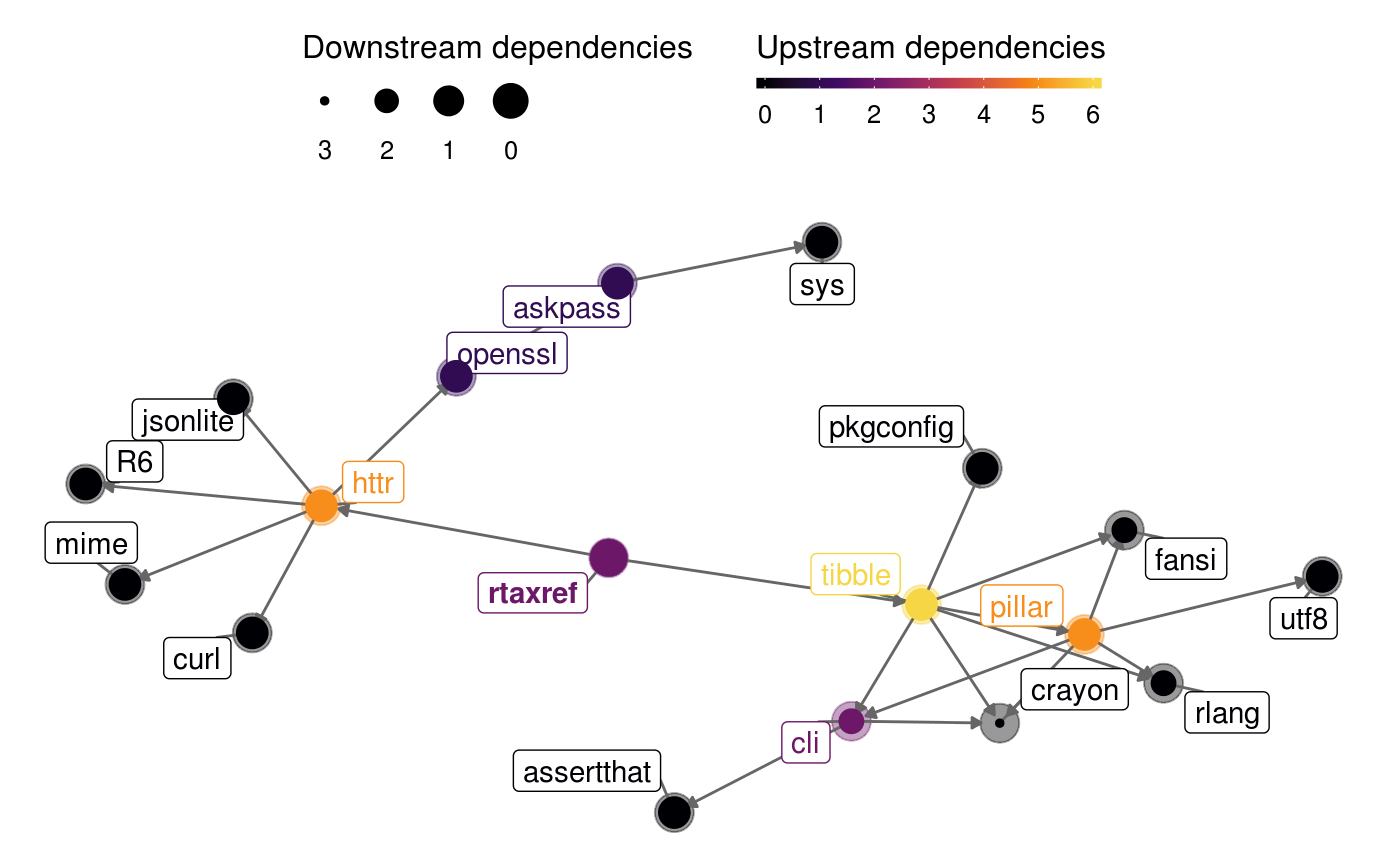 Downstream dependencies
3 2 1 0
Upstream dependencies
0 1 2 3 4 5 6
sys
askpass
openssl
jsonlite
R6
httr
mime
curl
rtaxref
pkgconfig
tibble
fansi
pillar
utf8
crayon
rlang
cli
assertthat